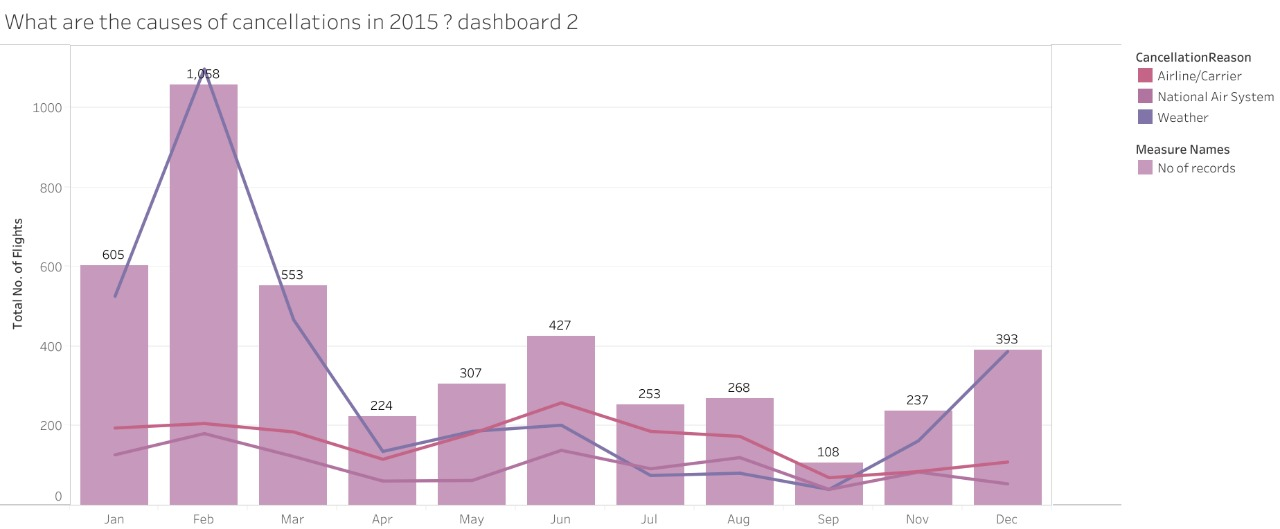 What are the causes of cancellations in 2015 ? dashboard 2
CancellationReason
Airline/Carrier
National Air System
Weather
Measure Names
No of records
Total No. of Flights
1000
800
600
400
200
0
605
1,058
553
224
307
427
253
268
108
237
393
Jan Feb Mar Apr May Jun Jul Aug Sep Nov Dec